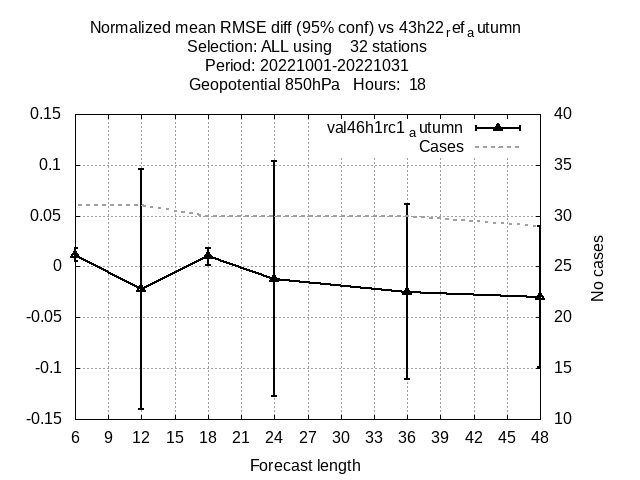 Normalized mean RMSE diff (95% conf) vs 43h22refautumn
Selection: ALL using    32 stations
Period: 20221001-20221031
Geopotential 850hPa   Hours:  18
val46h1rc1autumn
Cases
0.15
0.1
0.05
0
-0.05
-0.1
-0.15
40
35
30
25
20
15
10
No cases
6 9 12 15 18 21 24 27 30 33 36 39 42 45 48
Forecast length